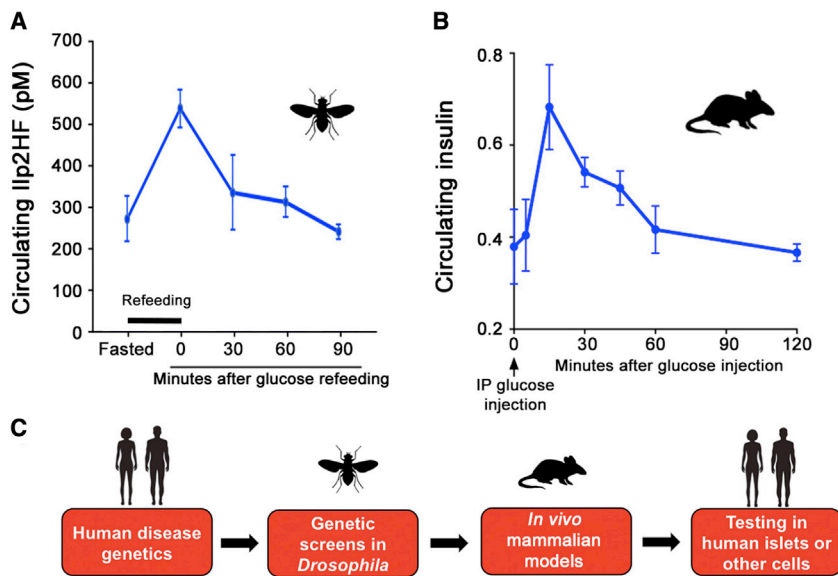 A
Circulating Ilp2HF (pM)
700
600
500
400
300
200
100
0
Refeeding
Fasted 0 30 60 90
Minutes after glucose refeeding
B
Circulating insulin
0.8
0.6
0.4
0.2
0 30 60 90 120
Minutes after glucose injection
IP glucose
injection
C
Human disease
genetics
Genetic
screens in
Drosophila
In vivo
mammalian
models
Testing in
human islets or
other cells